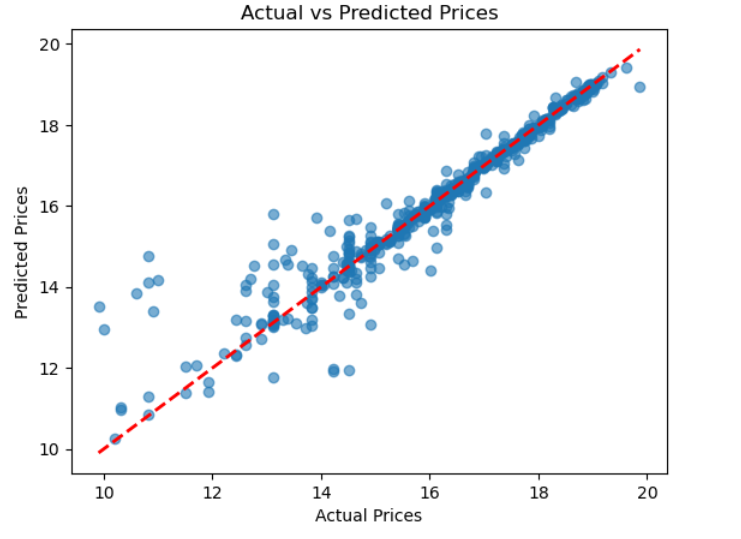 Actual vs Predicted Prices
Predicted Prices
20
18
16
14
12
10
10 12 14 16 18 20
Actual Prices